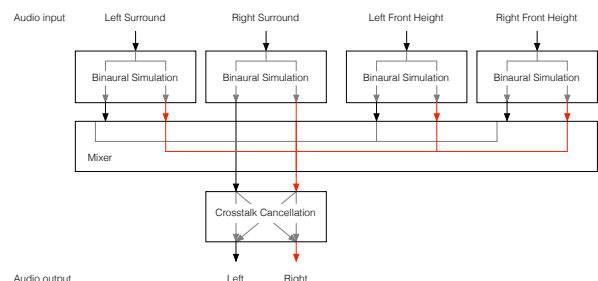 Audio input Left Surround Right Surround Left Front Height Right Front Height
Binaural Simulation Binaural Simulation Binaural Simulation Binaural Simulation
Mixer
Crosstalk Cancellation
Audio output Left Right